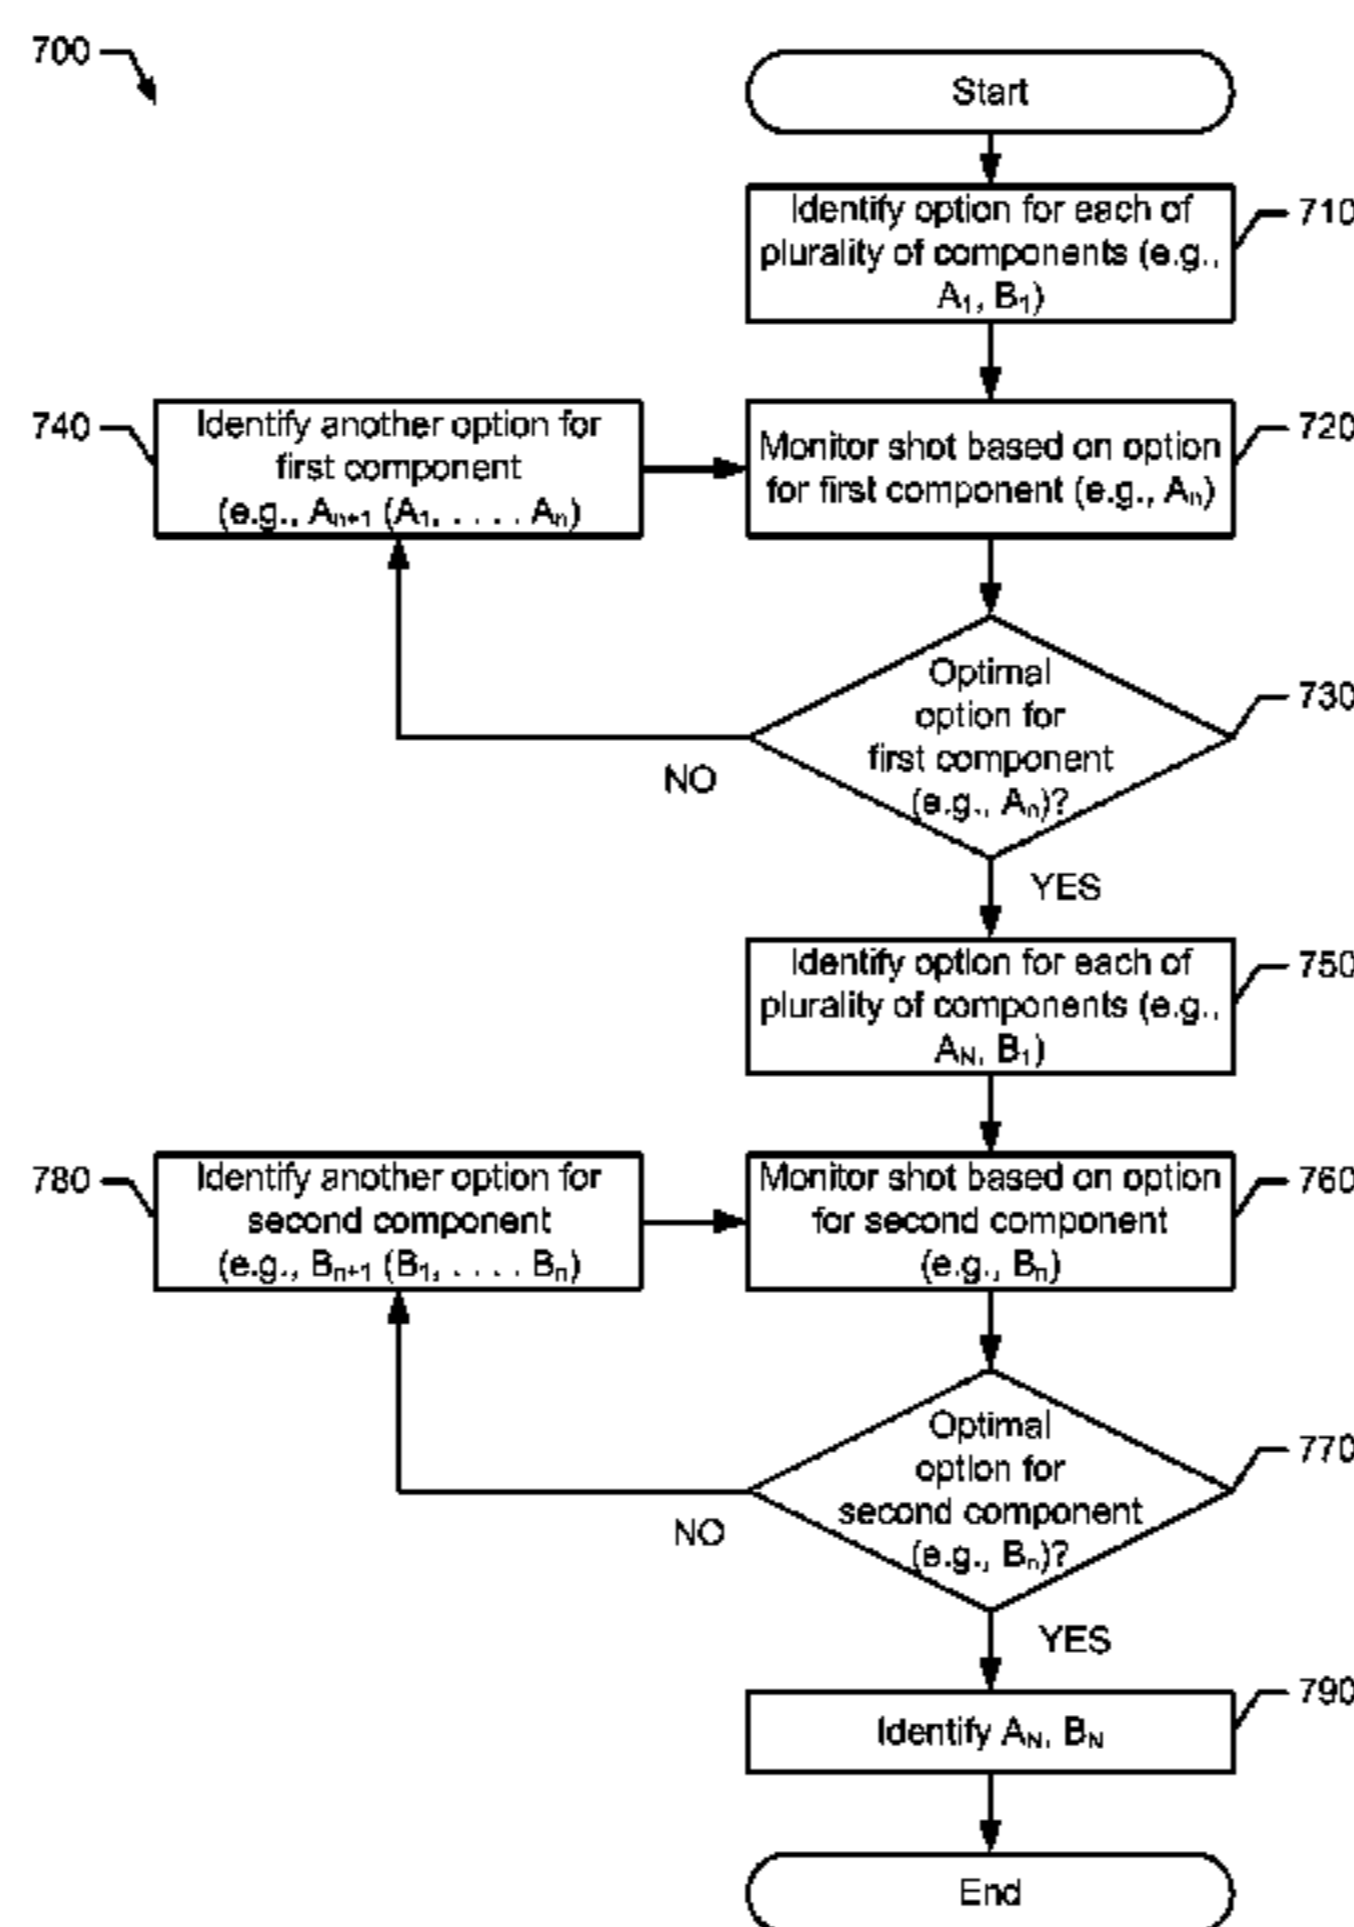 700
Start
Identify option for each of
plurality of components (e.g.,
A₁, B₁)
710
740
Identify another option for
first component
(e.g., Aₙ₊₁ (A₁, . . . . Aₙ)
Monitor shot based on option
for first component (e.g., Aₙ)
720
Optimal
option for
first component
(e.g., Aₙ)?
730
NO
YES
Identify option for each of
plurality of components (e.g.,
A_N, B₁)
750
780
Identify another option for
second component
(e.g., Bₙ₊₁ (B₁, . . . . Bₙ)
Monitor shot based on option
for second component
(e.g., Bₙ)
760
Optimal
option for
second component
(e.g., Bₙ)?
770
NO
YES
Identify A_N, B_N
790
End